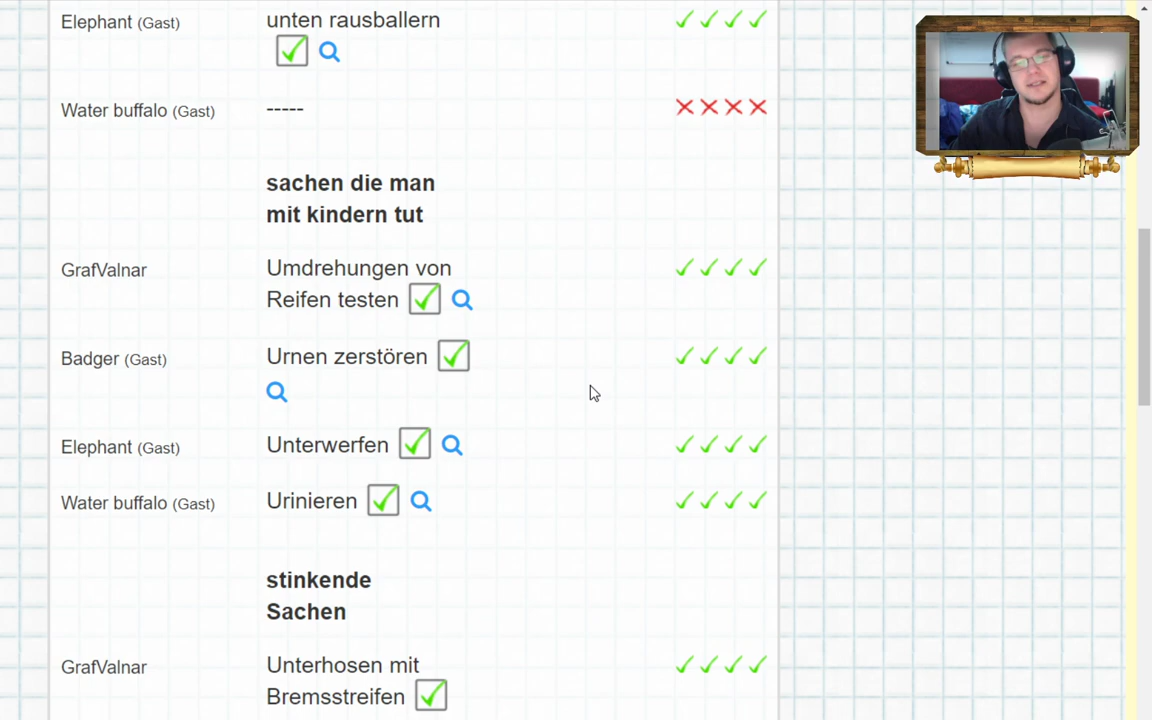 Elephant (Gast) unten rausballern
Water buffalo (Gast) -----
sachen die man
mit kindern tut
GrafValnar Umdrehungen von
Reifen testen
Badger (Gast) Urnen zerstören
Elephant (Gast) Unterwerfen
Water buffalo (Gast) Urinieren
stinkende
Sachen
GrafValnar Unterhosen mit
Bremsstreifen